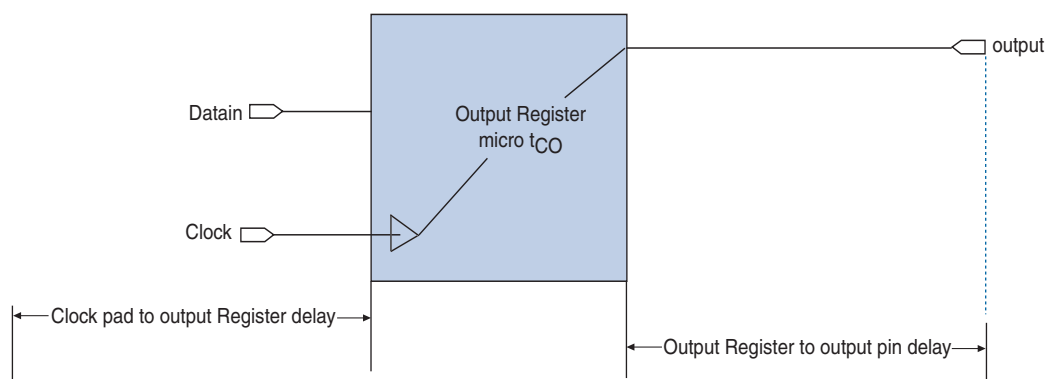 output
Datain
Output Register
micro tCO
Clock
Clock pad to output Register delay
Output Register to output pin delay